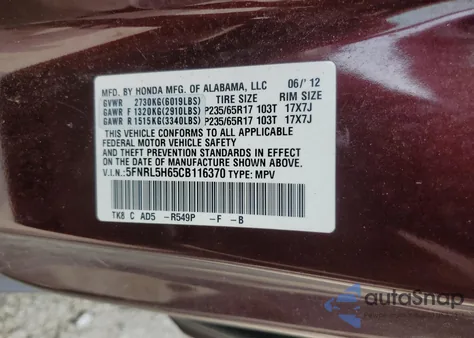 MFD. BY HONDA MFG. OF ALABAMA, LLC 06/'12
GVWR 2730KG(6019LBS) TIRE SIZE RIM SIZE
GAWR F 1320KG(2910LBS) P235/65R17 103T 17X7J
GAWR R 1515KG(3340LBS) P235/65R17 103T 17X7J
THIS VEHICLE CONFORMS TO ALL APPLICABLE
FEDERAL MOTOR VEHICLE SAFETY STANDARDS IN
EFFECT ON THE DATE OF MANUFACTURE SHOWN ABOVE.
V.I.N.: 5FNRL5H65CB116370 TYPE: MPV
TK8 C AD5 -R549P -F -B
autoSnap